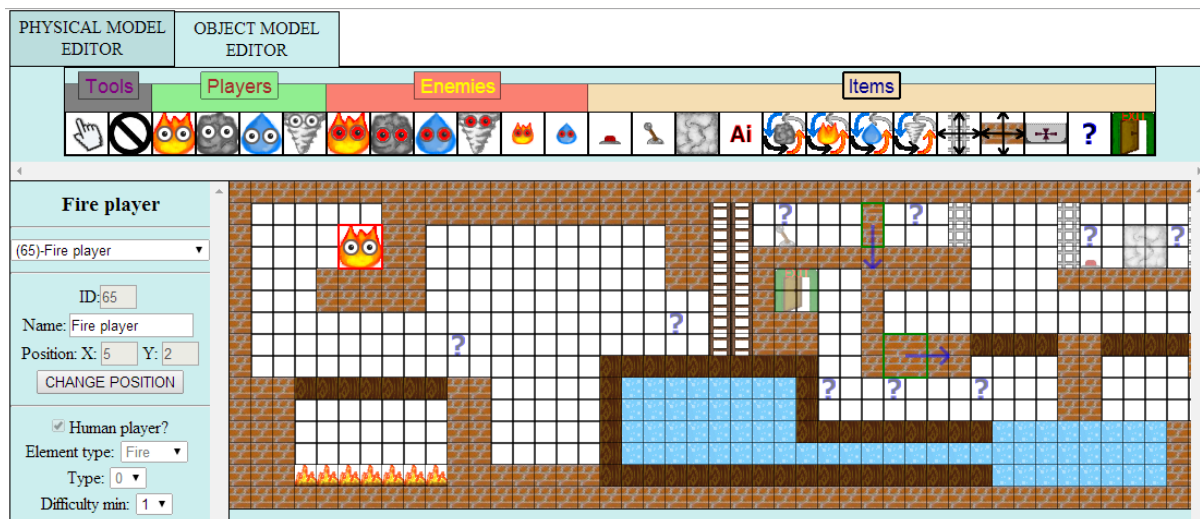 PHYSICAL MODEL EDITOR
OBJECT MODEL EDITOR
Tools
Players
Enemies
Items
Ai
?
Fire player
(65)-Fire player
ID: 65
Name: Fire player
Position: X: 5 Y: 2
CHANGE POSITION
Human player?
Element type: Fire
Type: 0
Difficulty min: 1
?
?
?
?
?
?
?
?
?